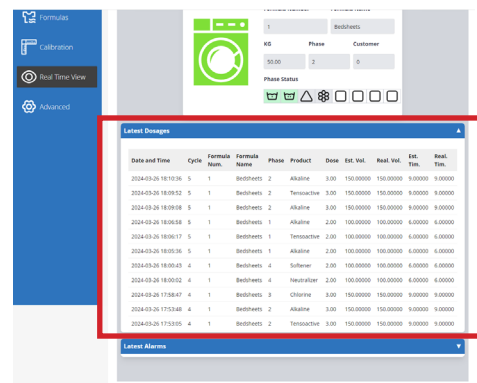 Formulas
Calibration
Real Time View
Advanced
Formula Number Formula Name
1 Bedsheets
KG Phase Customer
50.00 2 0
Phase Status
Latest Dosages
Date and Time Cycle Formula Num. Formula Name Phase Product Dose Est. Vol. Real. Vol. Est. Tim. Real. Tim.
2024-03-26 18:10:36 5 1 Bedsheets 2 Alkaline 3.00 150.00000 150.00000 9.00000 9.00000
2024-03-26 18:09:52 5 1 Bedsheets 2 Tensoactive 3.00 150.00000 150.00000 9.00000 9.00000
2024-03-26 18:09:08 5 1 Bedsheets 2 Alkaline 3.00 150.00000 150.00000 9.00000 9.00000
2024-03-26 18:06:58 5 1 Bedsheets 1 Alkaline 2.00 100.00000 100.00000 6.00000 6.00000
2024-03-26 18:06:17 5 1 Bedsheets 1 Tensoactive 2.00 100.00000 100.00000 6.00000 6.00000
2024-03-26 18:05:36 5 1 Bedsheets 1 Alkaline 2.00 100.00000 100.00000 6.00000 6.00000
2024-03-26 18:00:43 4 1 Bedsheets 4 Softener 2.00 100.00000 100.00000 6.00000 6.00000
2024-03-26 18:00:02 4 1 Bedsheets 4 Neutralizer 2.00 100.00000 100.00000 6.00000 6.00000
2024-03-26 17:58:47 4 1 Bedsheets 3 Chlorine 3.00 150.00000 150.00000 9.00000 9.00000
2024-03-26 17:53:48 4 1 Bedsheets 2 Alkaline 3.00 150.00000 150.00000 9.00000 9.00000
2024-03-26 17:53:05 4 1 Bedsheets 2 Tensoactive 3.00 150.00000 150.00000 9.00000 9.00000
Latest Alarms